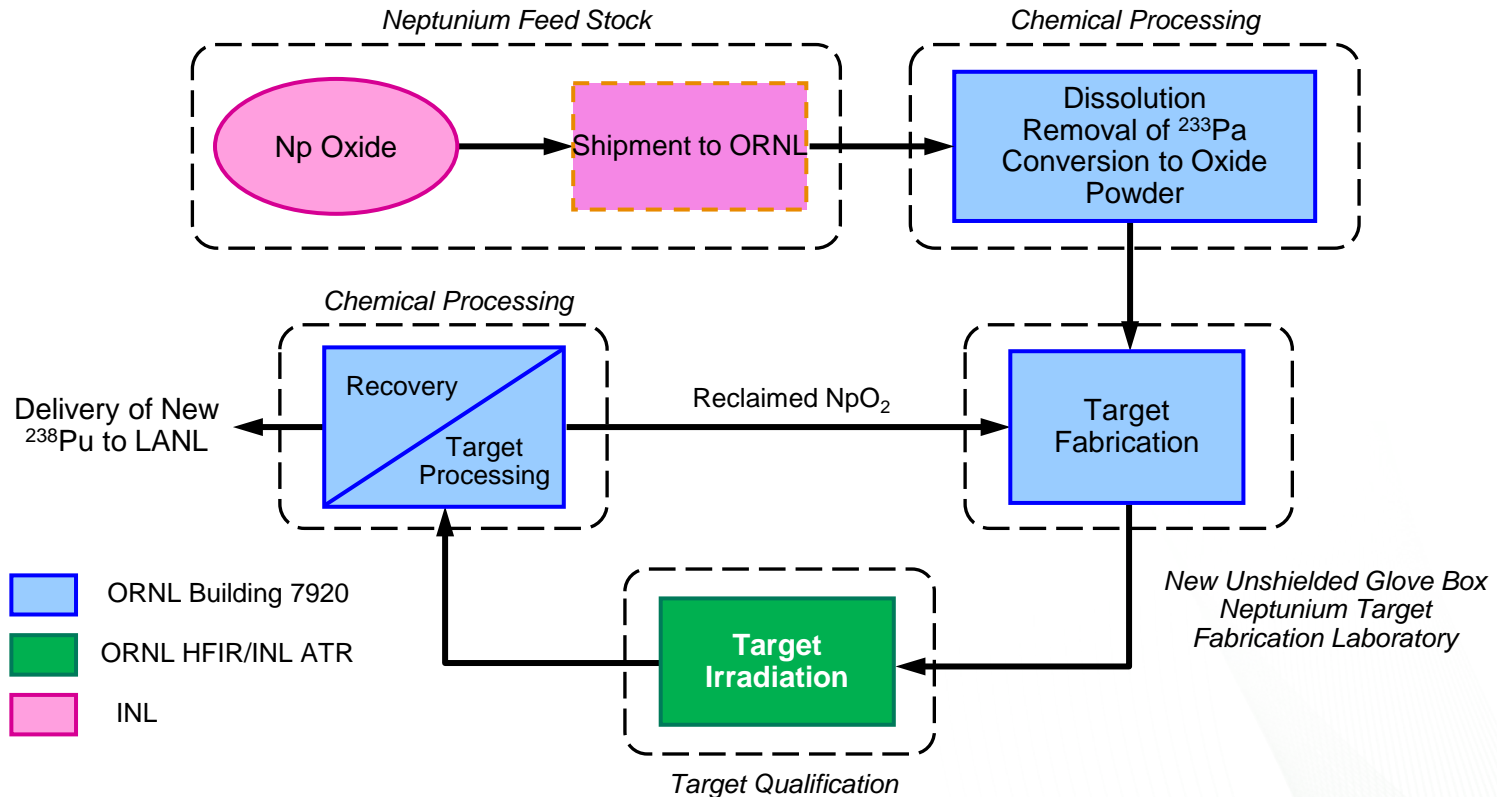 Neptunium Feed Stock
Chemical Processing
Np Oxide
Shipment to ORNL
Dissolution
Removal of ²³³Pa
Conversion to Oxide
Powder
Chemical Processing
Recovery
Target
Processing
Delivery of New
²³⁸Pu to LANL
Reclaimed NpO₂
Target
Fabrication
New Unshielded Glove Box
Neptunium Target
Fabrication Laboratory
Target
Irradiation
Target Qualification
ORNL Building 7920
ORNL HFIR/INL ATR
INL